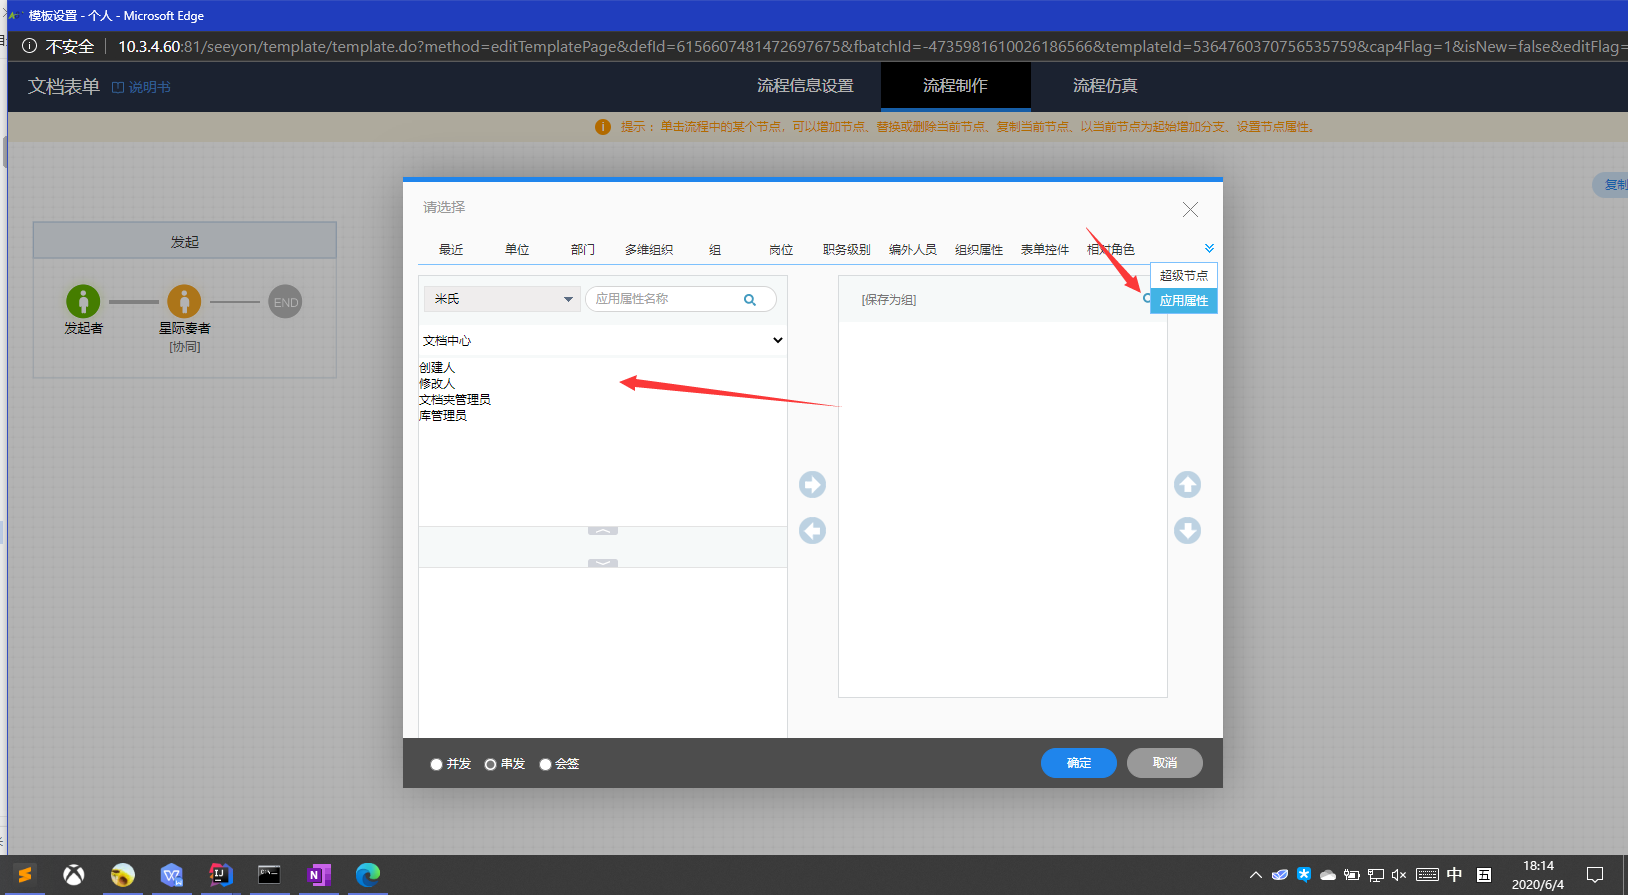 模板设置 - 个人 - Microsoft Edge
不安全 | 10.3.4.60:81/seeyon/template/template.do?method=editTemplatePage&defId=6156607481472697675&fbatchId=-4735981610026186566&templateId=5364760370756535759&cap4Flag=1&isNew=false&editFlag=
文档表单 说明书 流程信息设置 流程制作 流程仿真
提示： 单击流程中的某个节点，可以增加节点、替换或删除当前节点、复制当前节点、以当前节点为起始增加分支、设置节点属性。
复制
请选择
发起
发起者
星际奏者
[协同]
END
最近 单位 部门 多维组织 组 岗位 职务级别 编外人员 组织属性 表单控件 相对角色
超级节点
应用属性
米氏 应用属性名称
[保存为组]
文档中心
创建人
修改人
文档夹管理员
库管理员
并发 串发 会签 确定 取消
中 五 18:14
2020/6/4